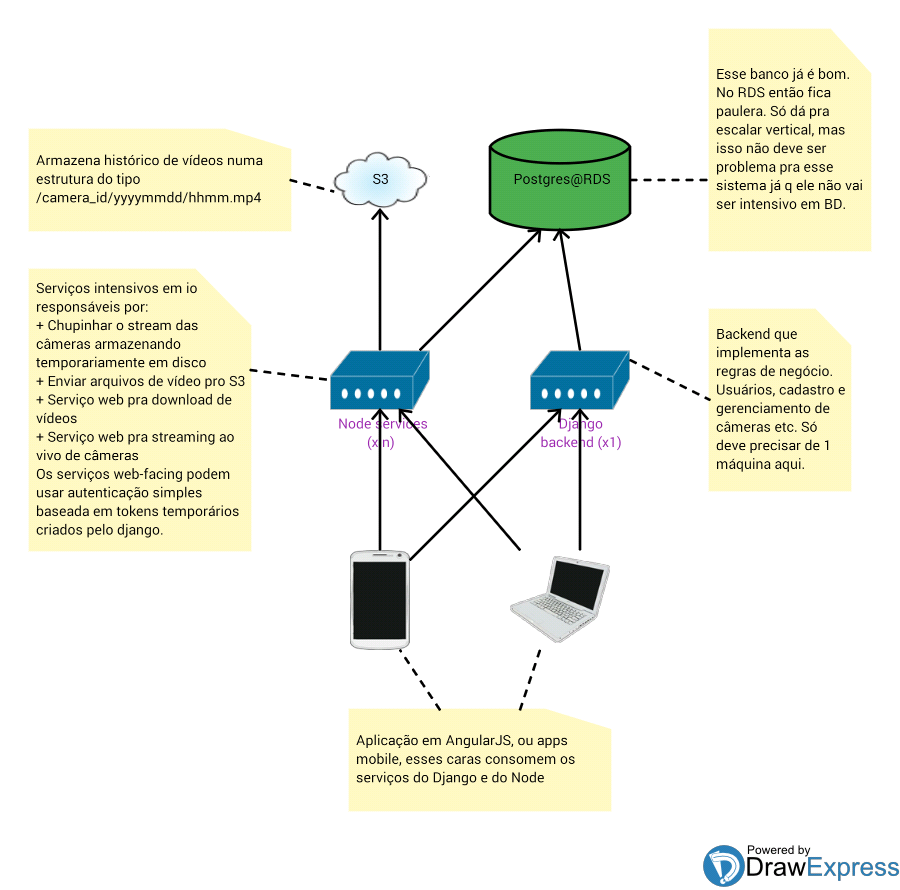 Esse banco já é bom.
No RDS então fica
paulera. Só dá pra
escalar vertical, mas
isso não deve ser
problema pra esse
sistema já q ele não vai
ser intensivo em BD.
Armazena histórico de vídeos numa
estrutura do tipo
/camera_id/yyyymmdd/hhmm.mp4
S3
Postgres@RDS
Serviços intensivos em io
responsáveis por:
+ Chupinhar o stream das
câmeras armazenando
temporariamente em disco
+ Enviar arquivos de vídeo pro S3
+ Serviço web pra download de
vídeos
+ Serviço web pra streaming ao
vivo de câmeras
Os serviços web-facing podem
usar autenticação simples
baseada em tokens temporários
criados pelo django.
Node services
(x n)
Django
backend (x1)
Backend que
implementa as
regras de negócio.
Usuários, cadastro e
gerenciamento de
câmeras etc. Só
deve precisar de 1
máquina aqui.
Aplicação em AngularJS, ou apps
mobile, esses caras consomem os
serviços do Django e do Node
Powered by
DrawExpress